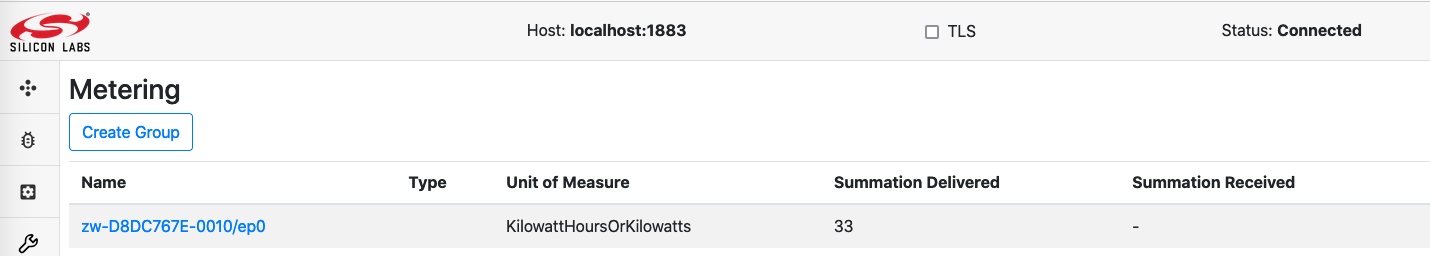 SILICON LABS
Host: localhost:1883
TLS
Status: Connected
Metering
Create Group
Name Type Unit of Measure Summation Delivered Summation Received
zw-D8DC767E-0010/ep0 KilowattHoursOrKilowatts 33 -